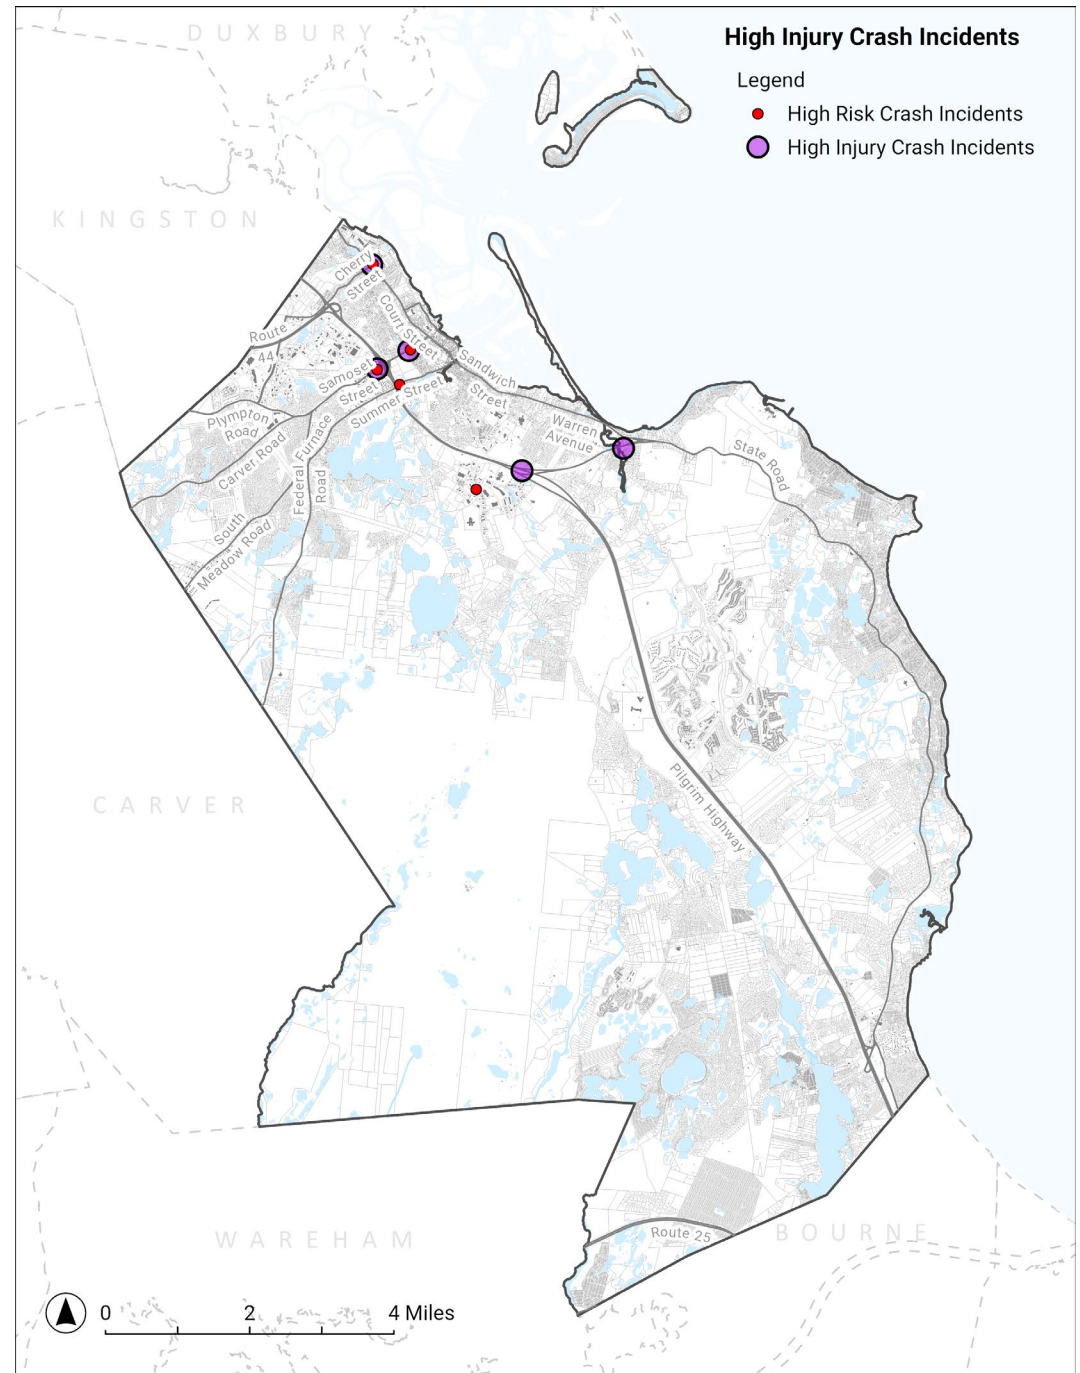 DUXBURY
High Injury Crash Incidents
Legend
High Risk Crash Incidents
High Injury Crash Incidents
KINGSTON
Cherry
Street
Court Street
Route
44
Samoset
Street
Summer Street
Sandwich
Street
Plympton
Road
Carver Road
Federal Furnace
Road
Warren
Avenue
State Road
South
Meadow Road
Pilgrim Highway
CARVER
WAREHAM
BOURNE
Route 25
0 2 4 Miles